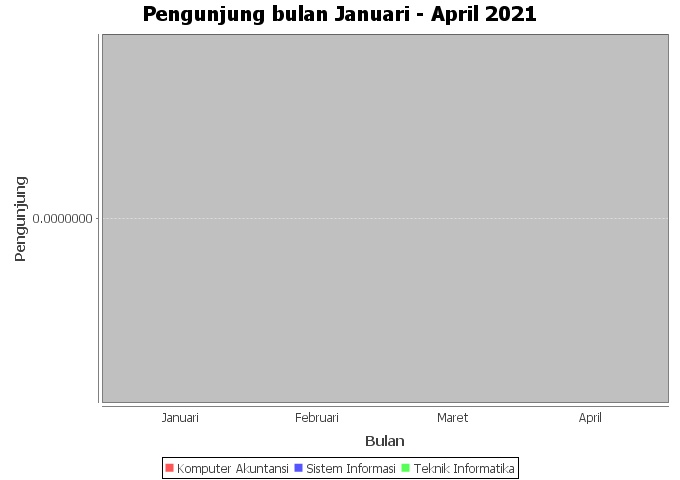 Pengunjung bulan Januari - April 2021
Pengunjung
0.0000000
Januari Februari Maret April
Bulan
Komputer Akuntansi Sistem Informasi Teknik Informatika